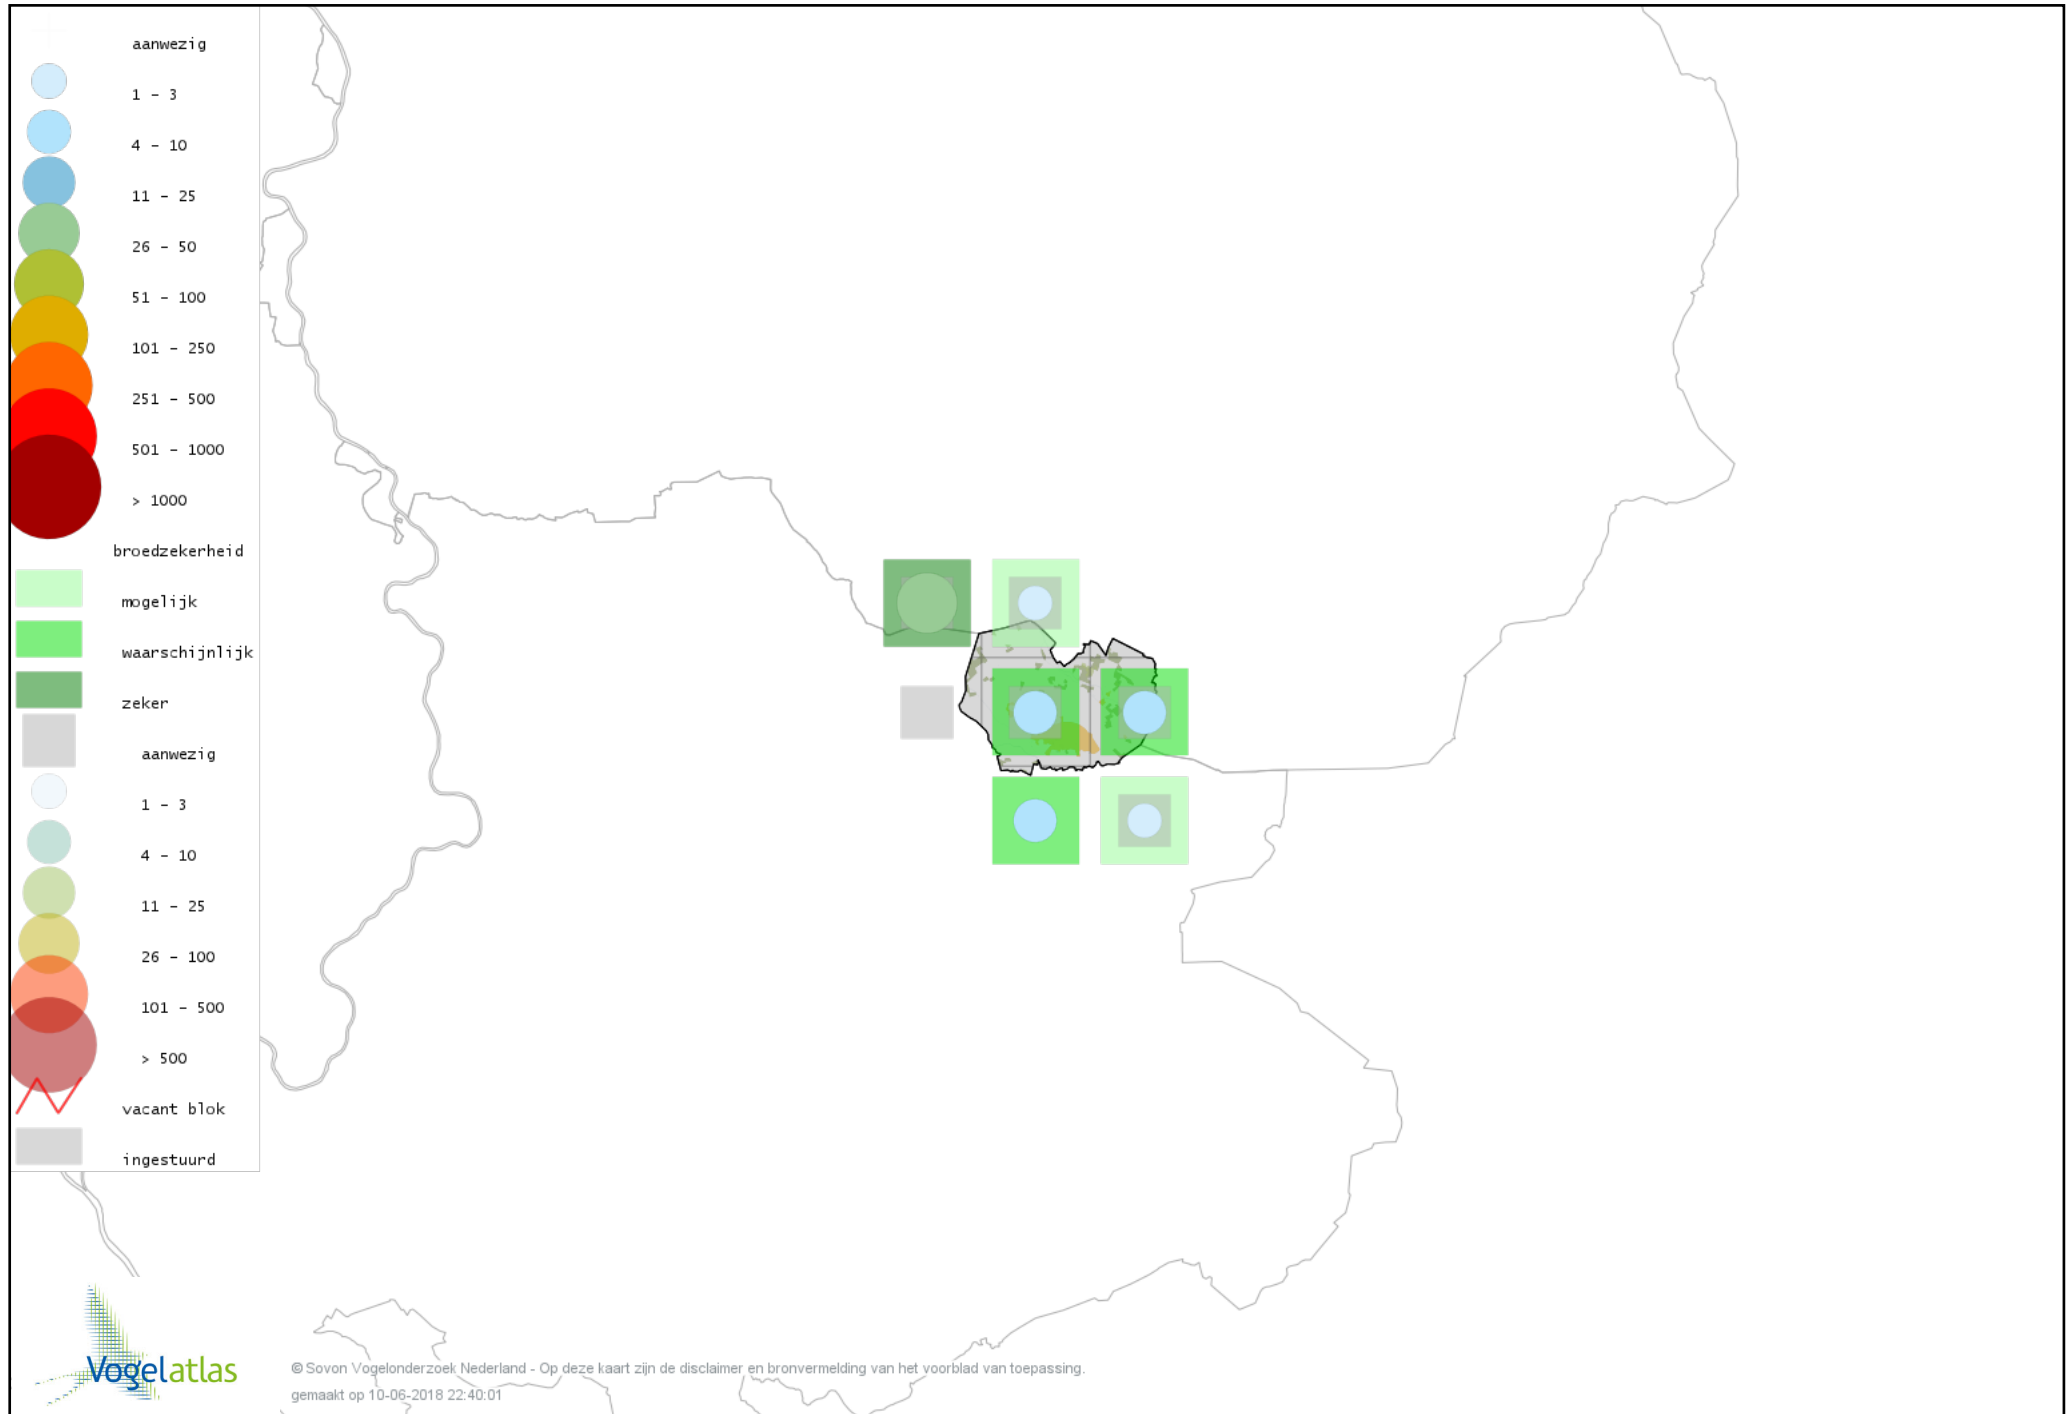 aanwezig
1 - 3
4 - 10
11 - 25
26 - 50
51 - 100
101 - 250
251 - 500
501 - 1000
> 1000
broedzekerheid
mogelijk
waarschijnlijk
zeker
aanwezig
1 - 3
4 - 10
11 - 25
26 - 100
101 - 500
> 500
vacant blok
ingestuurd
Vogelatlas
© Sovon Vogelonderzoek Nederland - Op deze kaart zijn de disclaimer en bronvermelding van het voorblad van toepassing.
gemaakt op 10-06-2018 22:40:01